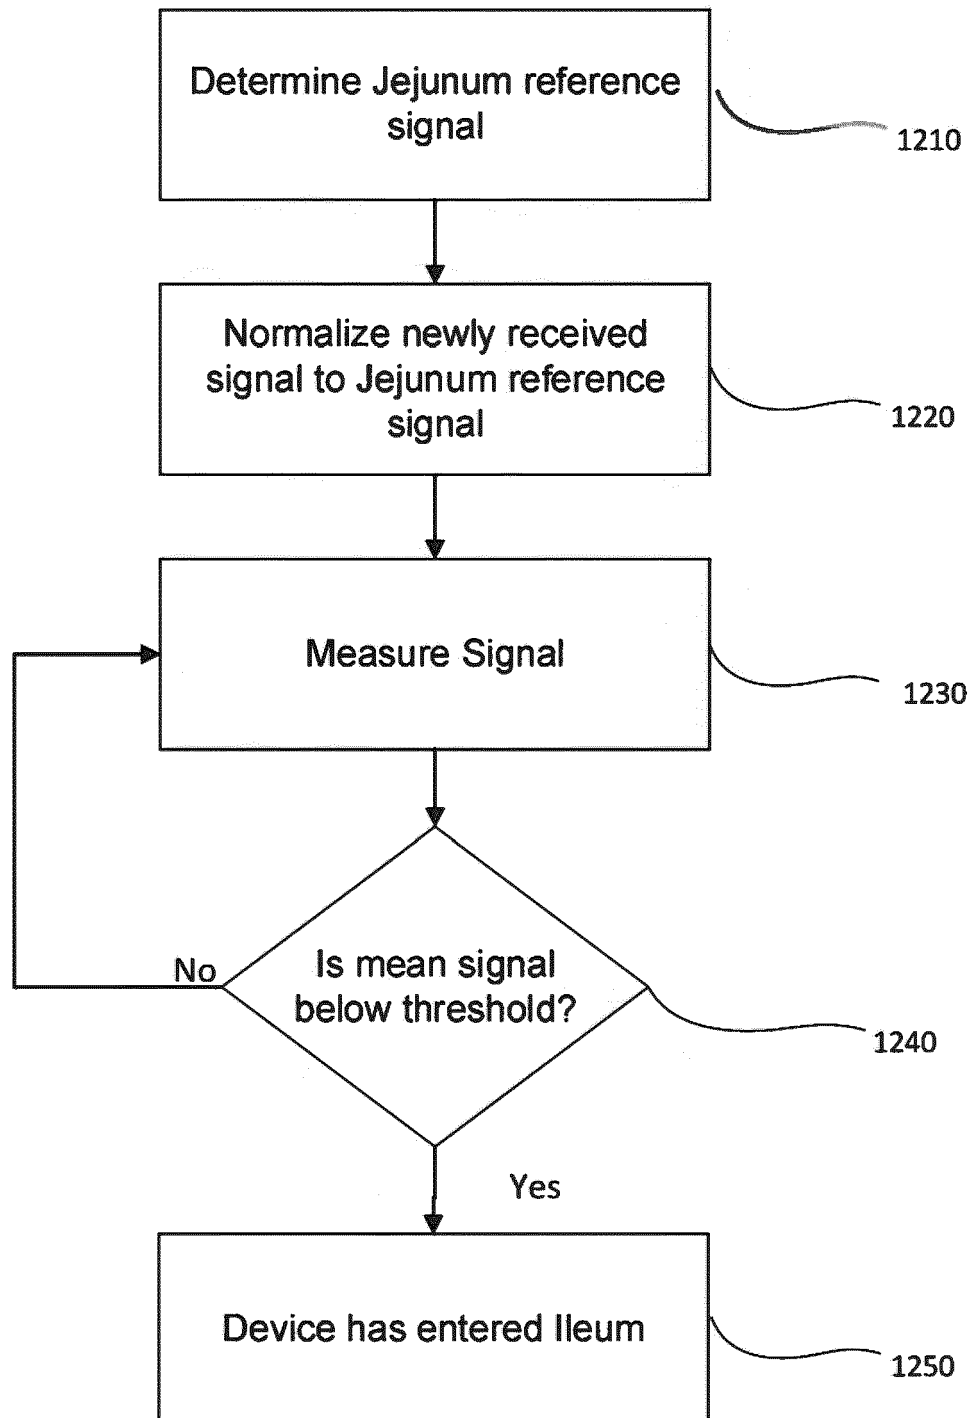 Determine Jejunum reference
signal
1210
Normalize newly received
signal to Jejunum reference
signal
1220
Measure Signal
1230
No
Is mean signal
below threshold?
1240
Yes
Device has entered Ileum
1250